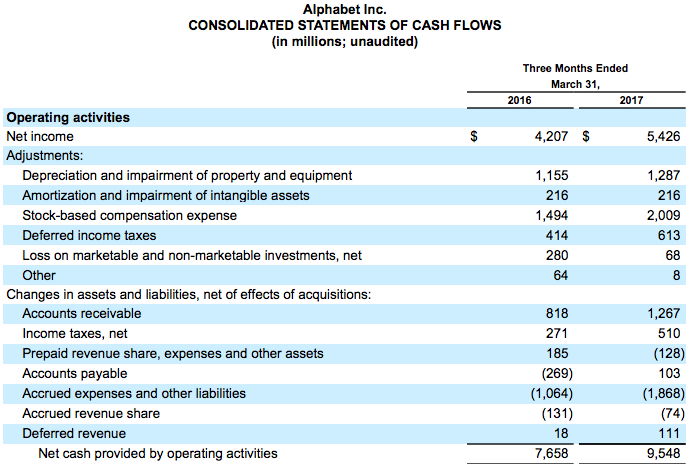 Alphabet Inc.
CONSOLIDATED STATEMENTS OF CASH FLOWS
(in millions; unaudited)
Three Months Ended
March 31,
2016 2017
Operating activities
Net income $ 4,207 $ 5,426
Adjustments:
Depreciation and impairment of property and equipment 1,155 1,287
Amortization and impairment of intangible assets 216 216
Stock-based compensation expense 1,494 2,009
Deferred income taxes 414 613
Loss on marketable and non-marketable investments, net 280 68
Other 64 8
Changes in assets and liabilities, net of effects of acquisitions:
Accounts receivable 818 1,267
Income taxes, net 271 510
Prepaid revenue share, expenses and other assets 185 (128)
Accounts payable (269) 103
Accrued expenses and other liabilities (1,064) (1,868)
Accrued revenue share (131) (74)
Deferred revenue 18 111
Net cash provided by operating activities 7,658 9,548